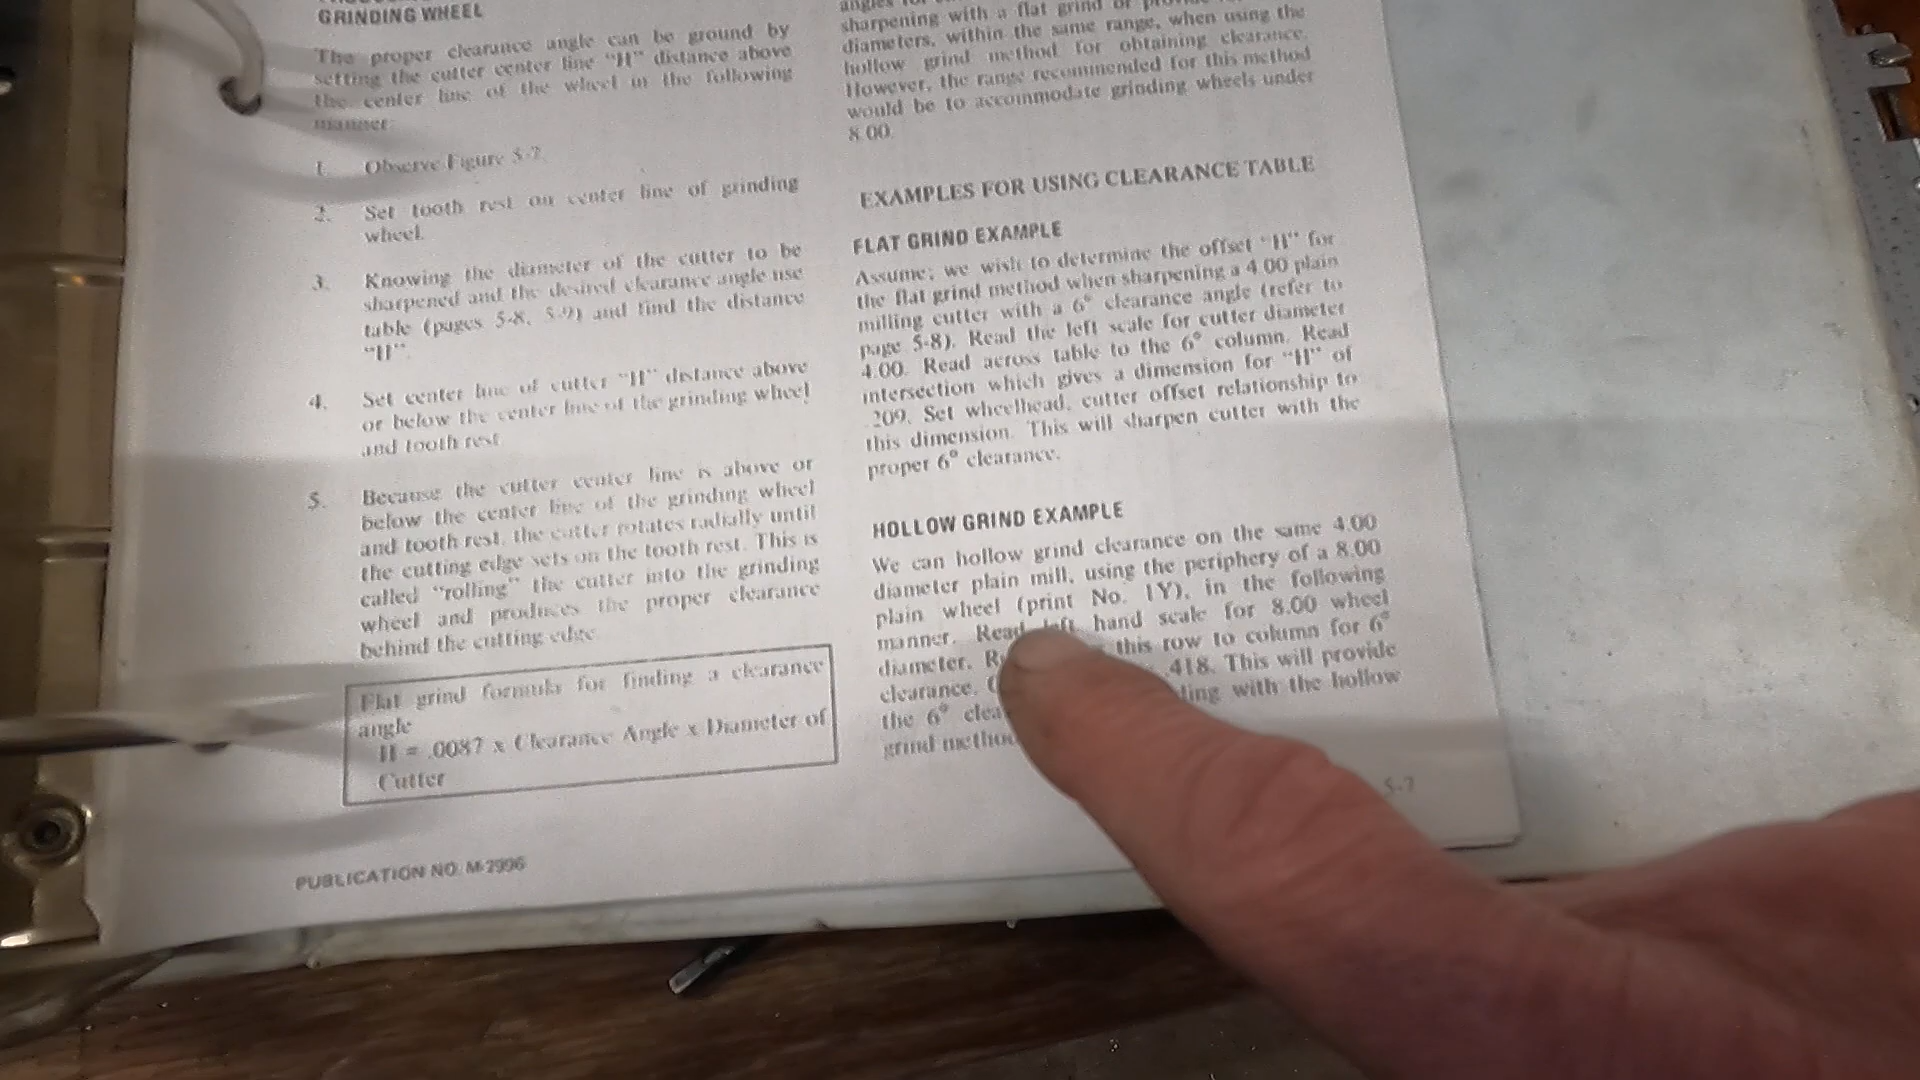 GRINDING WHEEL
The proper clearance angle can be ground by
setting the cutter center line "H" distance above
the center line of the wheel in the following
manner:
1. Observe Figure 5-7.
2. Set tooth rest on center line of grinding
wheel.
3. Knowing the diameter of the cutter to be
sharpened and the desired clearance angle use
table (pages 5-8, 5-9) and find the distance
"H".
4. Set center line of cutter "H" distance above
or below the center line of the grinding wheel
and tooth rest.
5. Because the cutter center line is above or
below the center line of the grinding wheel
and tooth rest, the cutter rotates radially until
the cutting edge sets on the tooth rest. This is
called "rolling" the cutter into the grinding
wheel and produces the proper clearance
behind the cutting edge.
Flat grind formula for finding a clearance
angle
H = .0087 x Clearance Angle x Diameter of
Cutter
PUBLICATION NO. M-2996
sharpening with a flat grind or
diameters, within the same range, when using the
hollow grind method for obtaining clearance.
However, the range recommended for this method
would be to accommodate grinding wheels under
8.00.
EXAMPLES FOR USING CLEARANCE TABLE
FLAT GRIND EXAMPLE
Assume; we wish to determine the offset "H" for
the flat grind method when sharpening a 4.00 plain
milling cutter with a 6° clearance angle (refer to
page 5-8). Read the left scale for cutter diameter
4.00. Read across table to the 6° column. Read
intersection which gives a dimension for "H" of
.209. Set wheelhead, cutter offset relationship to
this dimension. This will sharpen cutter with the
proper 6° clearance.
HOLLOW GRIND EXAMPLE
We can hollow grind clearance on the same 4.00
diameter plain mill, using the periphery of a 8.00
plain wheel (print No. 1Y), in the following
manner. Read left hand scale for 8.00 wheel
diameter. this row to column for 6°
clearance. .418. This will provide
the 6° with the hollow
grind
5-7